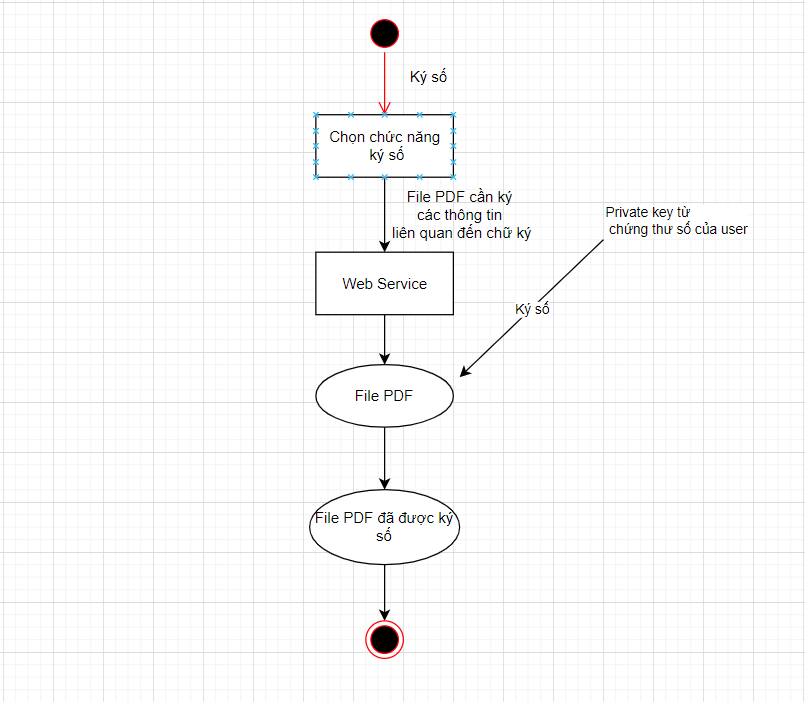 Ký số
Chọn chức năng
ký số
File PDF cần ký
các thông tin
liên quan đến chữ ký
Private key từ
chứng thư số của user
Web Service
Ký số
File PDF
File PDF đã được ký
số